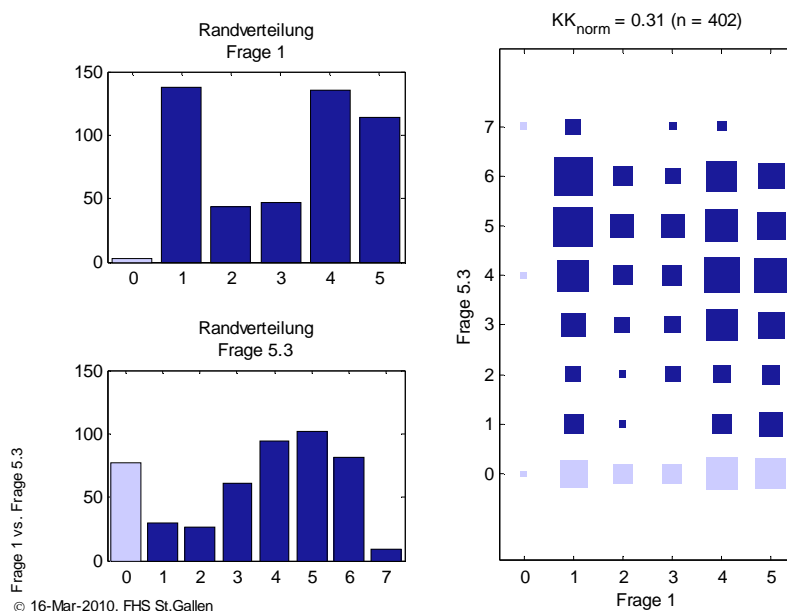 Randverteilung
Frage 1
150
100
50
0
0 1 2 3 4 5
Randverteilung
Frage 5.3
150
100
50
0
0 1 2 3 4 5 6 7
Frage 1 vs. Frage 5.3
© 16-Mar-2010, FHS St.Gallen
KKnorm = 0.31 (n = 402)
Frage 5.3
7
6
5
4
3
2
1
0
0 1 2 3 4 5
Frage 1